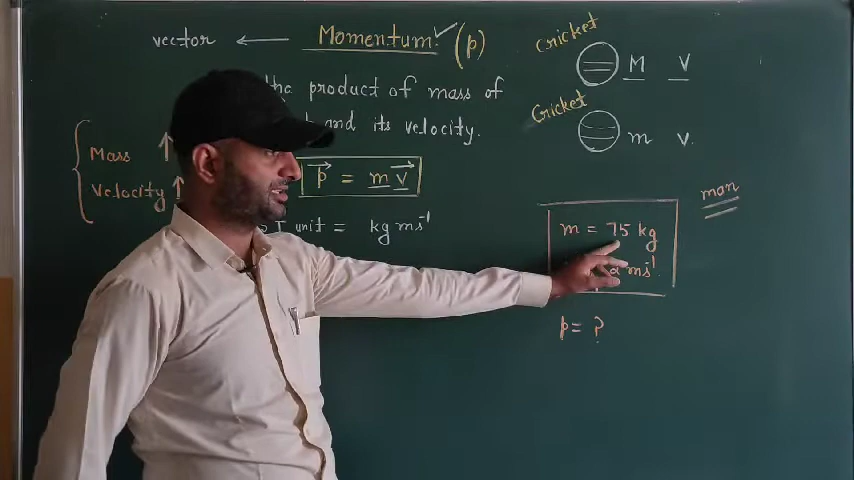 vector ← Momentum ✓ (p)
the product of mass of
and its velocity.
Mass ↑
Velocity ↑
p⃗ = m v⃗
I unit = kg ms⁻¹
Cricket
M V
Cricket
m v.
man
m = 75 kg
2 ms⁻¹.
p = ?